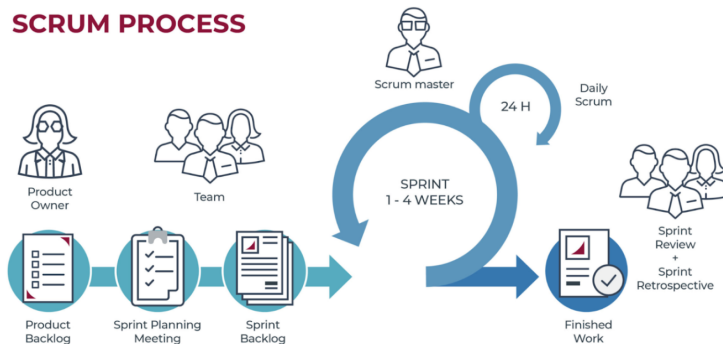 SCRUM PROCESS
Scrum master
24 H
Daily
Scrum
Product
Owner
Team
SPRINT
1 - 4 WEEKS
Sprint
Review
+
Sprint
Retrospective
Product
Backlog
Sprint Planning
Meeting
Sprint
Backlog
Finished
Work